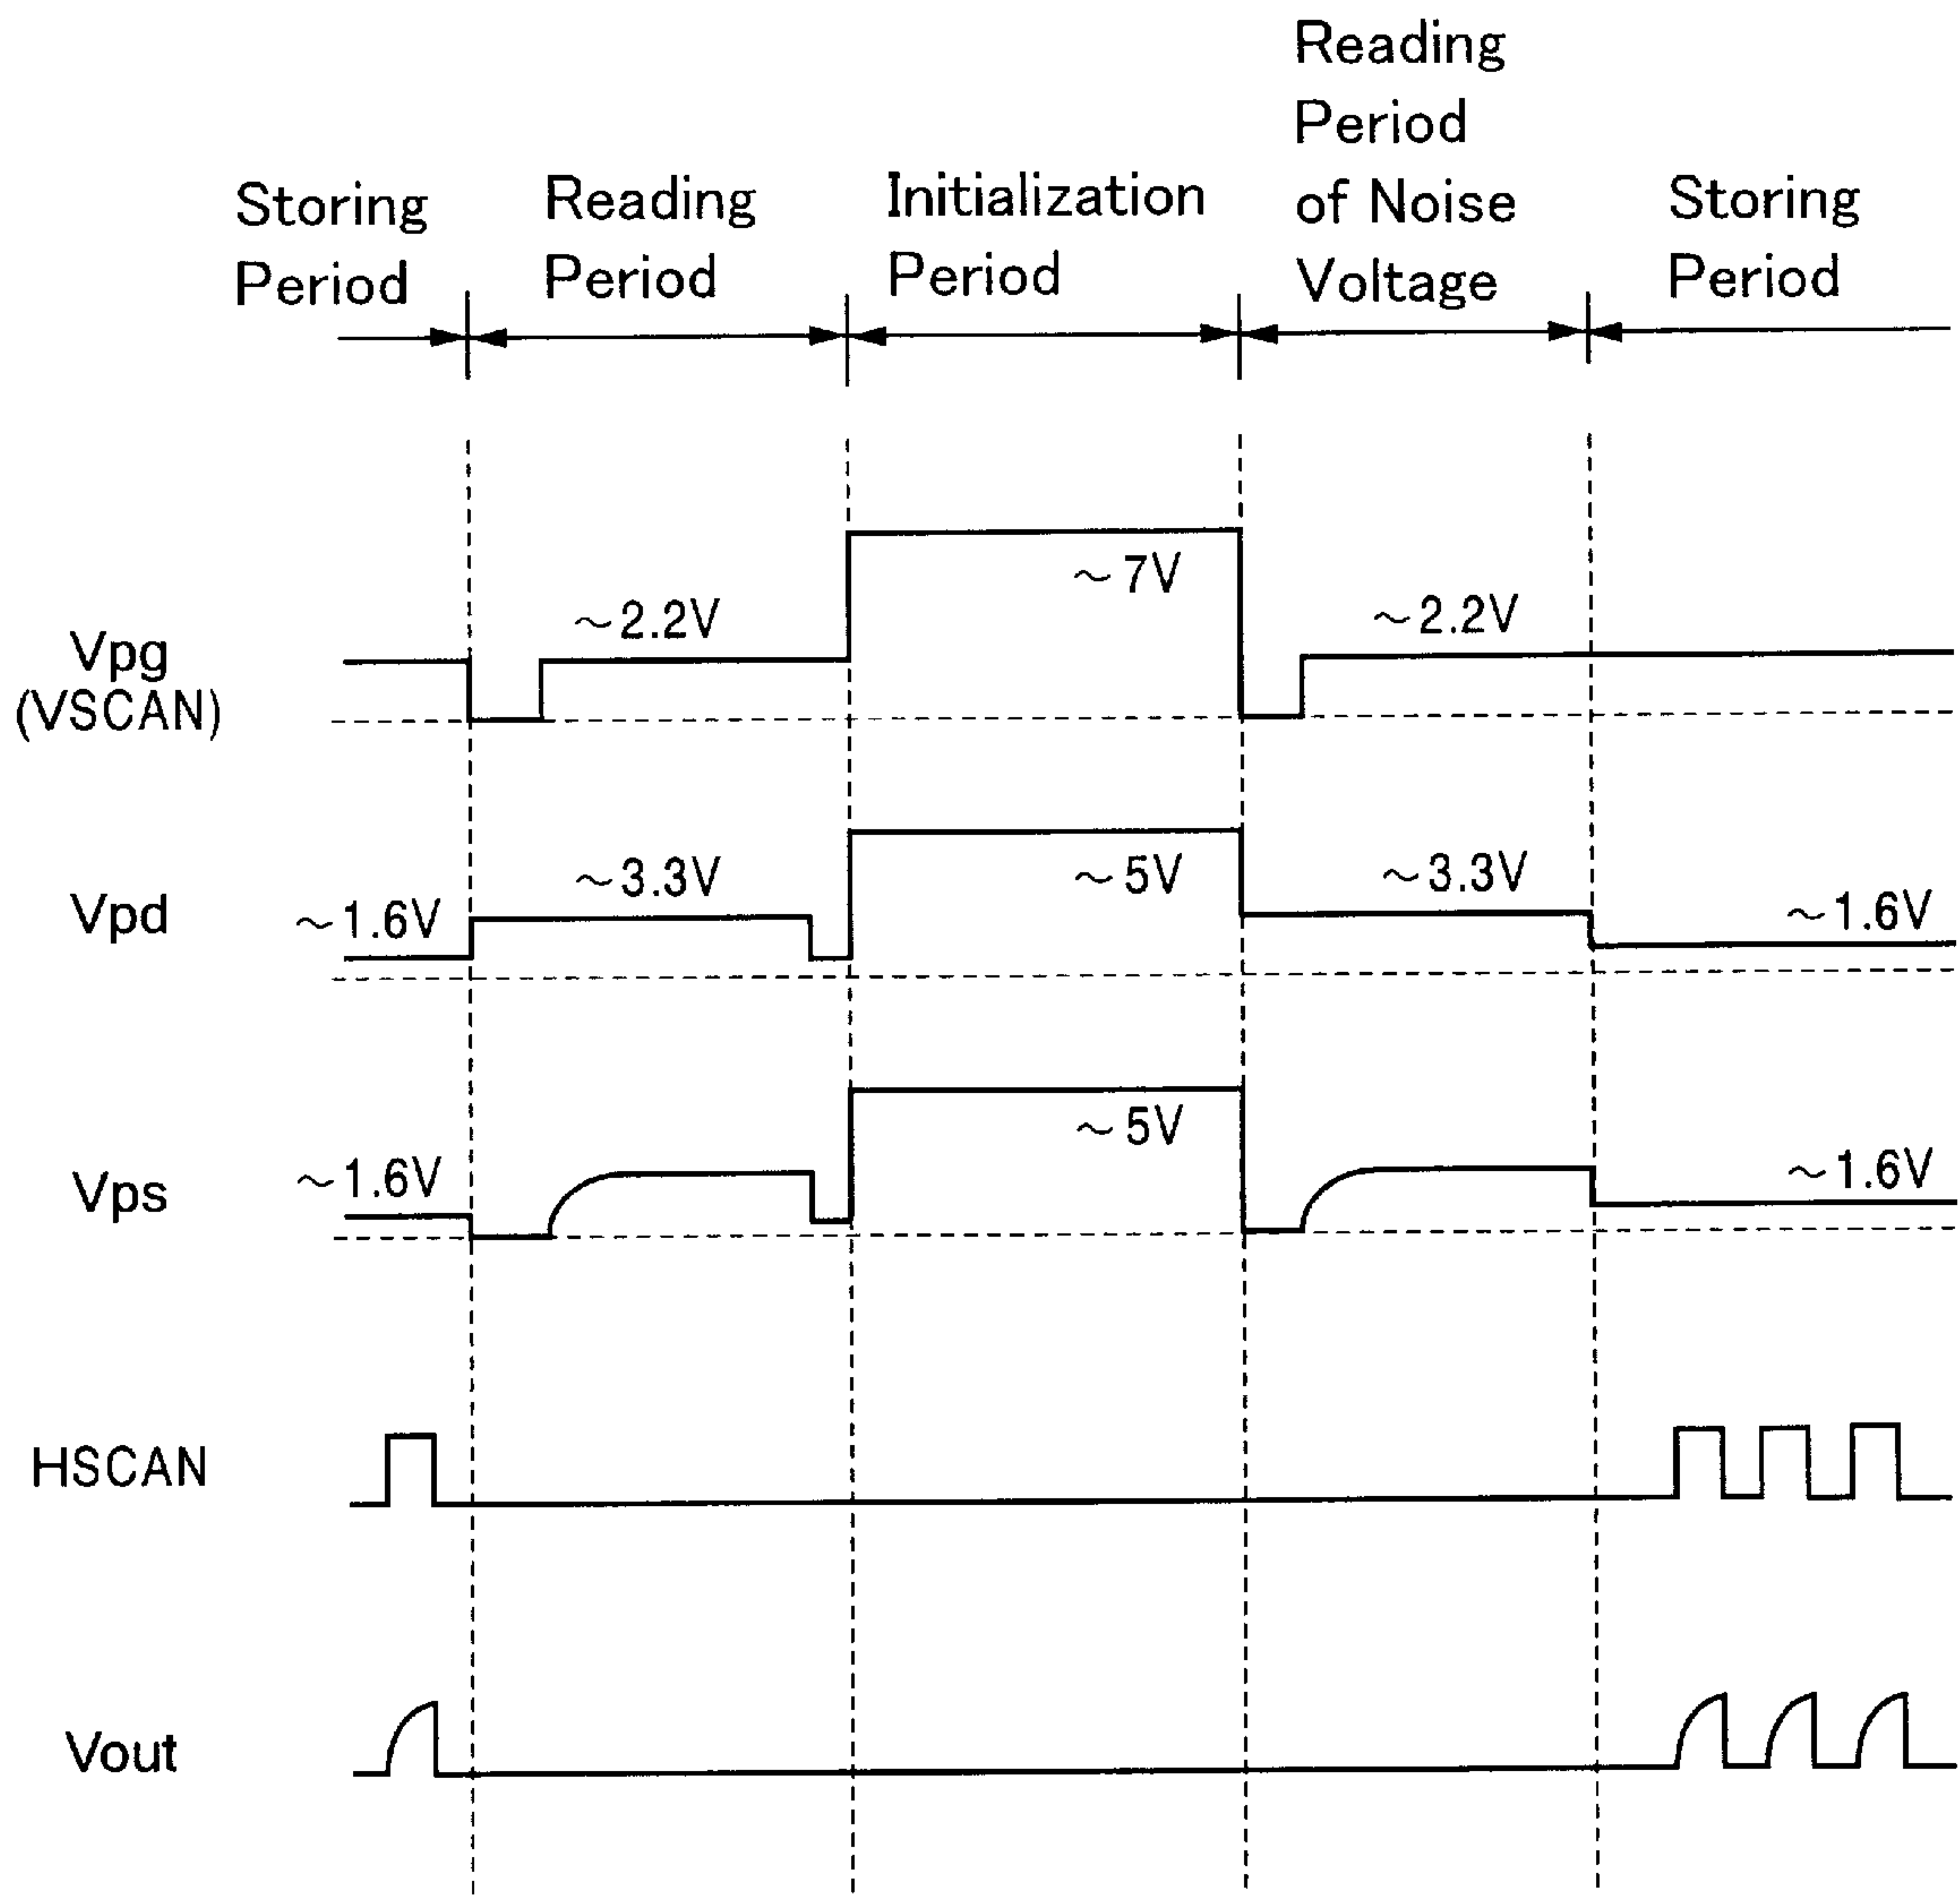 Reading
Period
of Noise
Voltage
Storing
Period
Reading
Period
Initialization
Period
Storing
Period
Vpg
(VSCAN)
~2.2V
~7V
~2.2V
Vpd
~1.6V
~3.3V
~5V
~3.3V
~1.6V
Vps
~1.6V
~5V
~1.6V
HSCAN
Vout